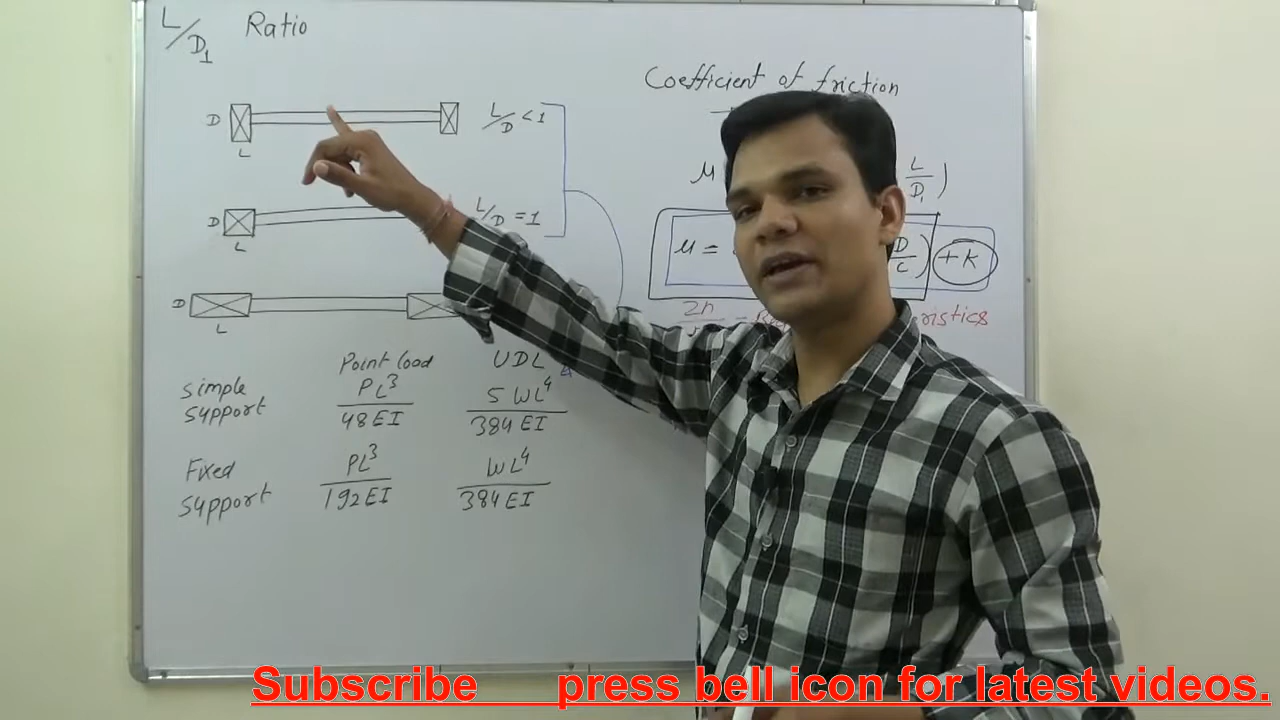 L/D1 Ratio
D
L
L/D < 1
D
L
L/D = 1
D
L
Point load UDL
Simple support PL³/48EI 5WL⁴/384EI
Fixed support PL³/192EI WL⁴/384EI
Coefficient of friction
μ L/D1 )
μ = D/L ) + K
2n
Subscribe press bell icon for latest videos.